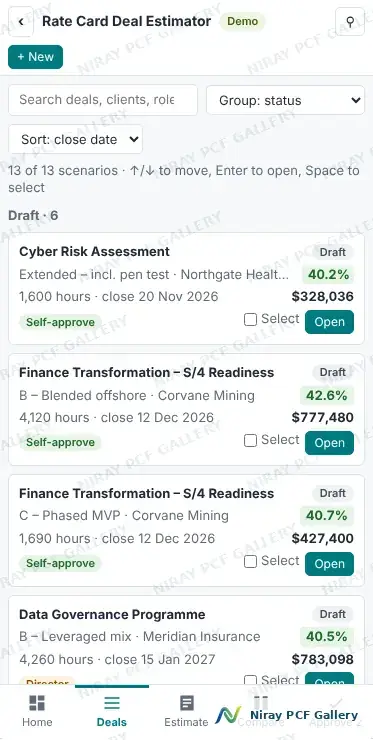 Rate Card Deal Estimator Demo
+ New
Search deals, clients, role
Group: status
Sort: close date
13 of 13 scenarios · ↑/↓ to move, Enter to open, Space to
select
Draft · 6
Cyber Risk Assessment Draft
Extended – incl. pen test · Northgate Healt... 40.2%
1,600 hours · close 20 Nov 2026 $328,036
Self-approve Select Open
Finance Transformation – S/4 Readiness Draft
B – Blended offshore · Corvane Mining 42.6%
4,120 hours · close 12 Dec 2026 $777,480
Self-approve Select Open
Finance Transformation – S/4 Readiness Draft
C – Phased MVP · Corvane Mining 40.7%
1,690 hours · close 12 Dec 2026 $427,400
Self-approve Select Open
Data Governance Programme Draft
B – Leveraged mix · Meridian Insurance 40.5%
4,260 hours · close 15 Jan 2027 $783,098
Director Select Open
Home Deals Estimate Compare Approve
Niray PCF Gallery
NIRAY PCF GALLERY